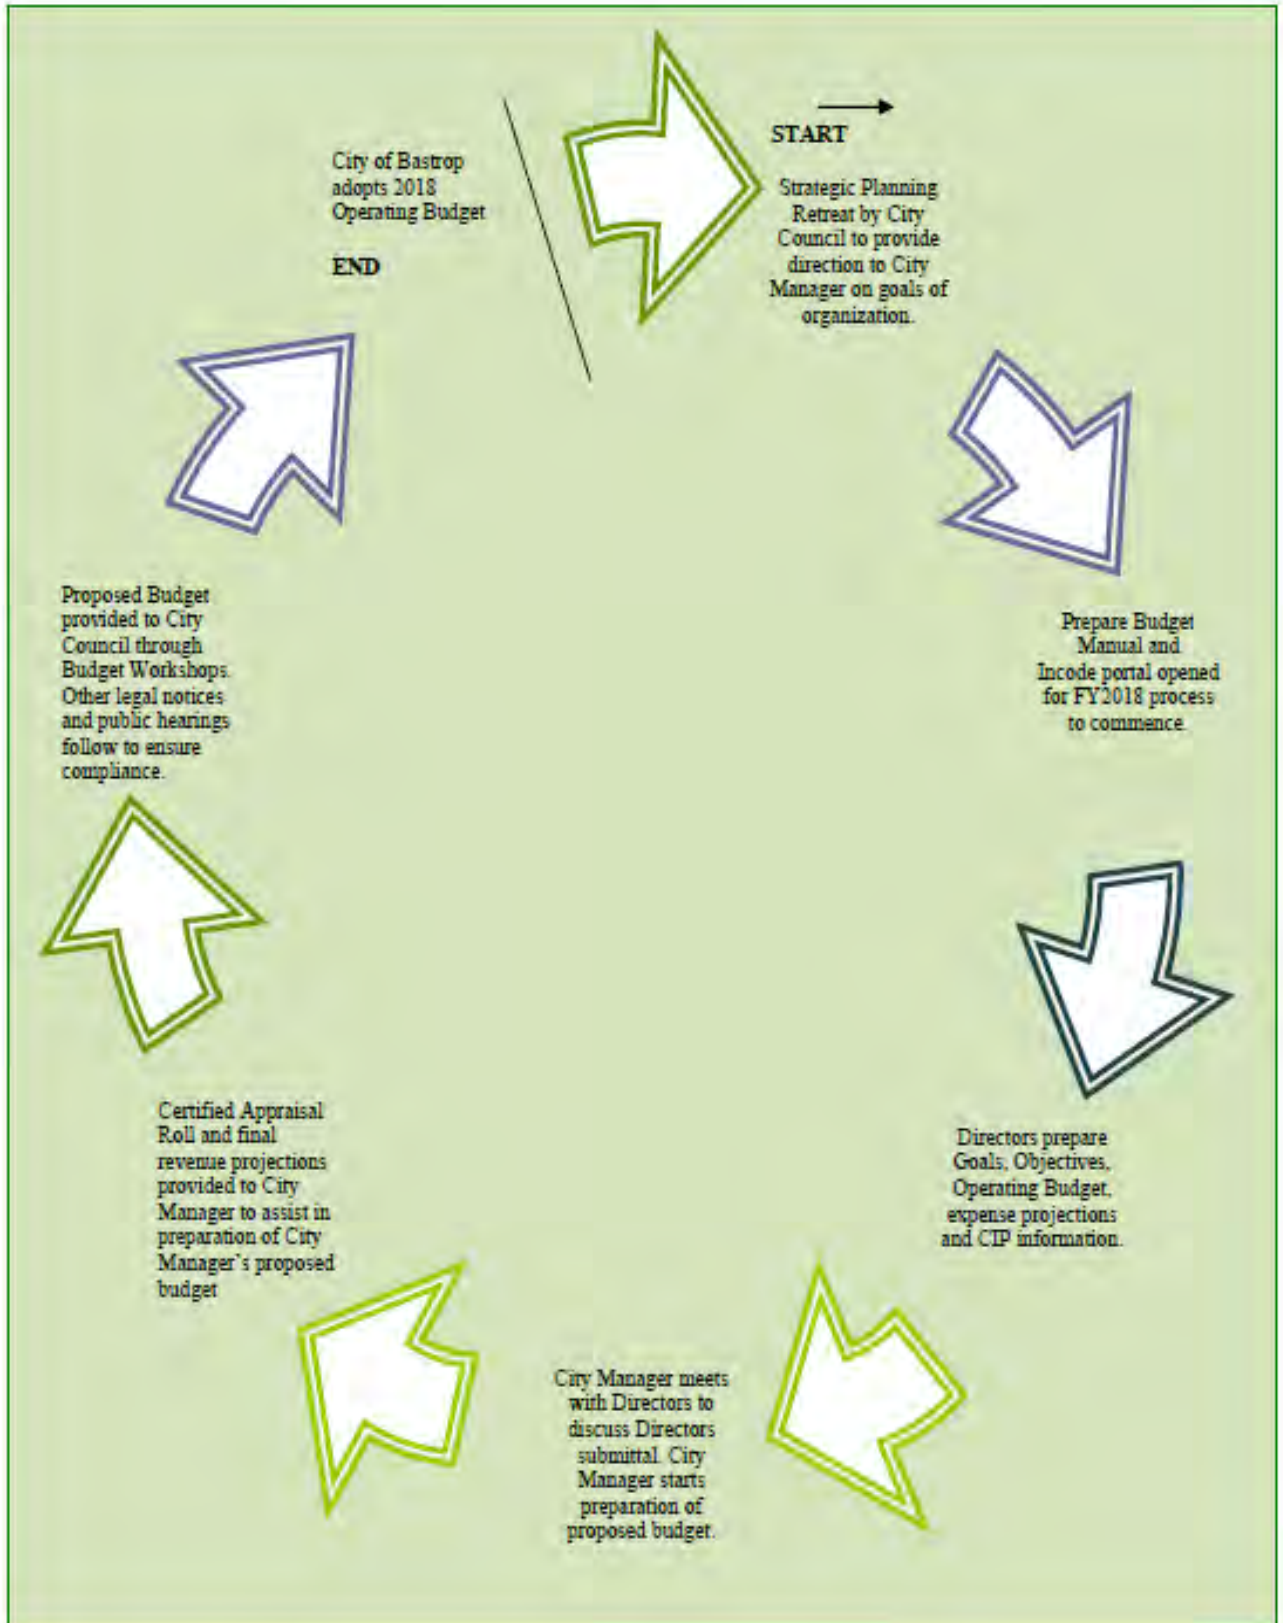 START
Strategic Planning
Retreat by City
Council to provide
direction to City
Manager on goals of
organization.
Prepare Budget
Manual and
Incode portal opened
for FY2018 process
to commence.
Directors prepare
Goals, Objectives,
Operating Budget,
expense projections
and CIP information.
City Manager meets
with Directors to
discuss Directors
submittal. City
Manager starts
preparation of
proposed budget.
Certified Appraisal
Roll and final
revenue projections
provided to City
Manager to assist in
preparation of City
Manager's proposed
budget
Proposed Budget
provided to City
Council through
Budget Workshops.
Other legal notices
and public hearings
follow to ensure
compliance.
City of Bastrop
adopts 2018
Operating Budget
END